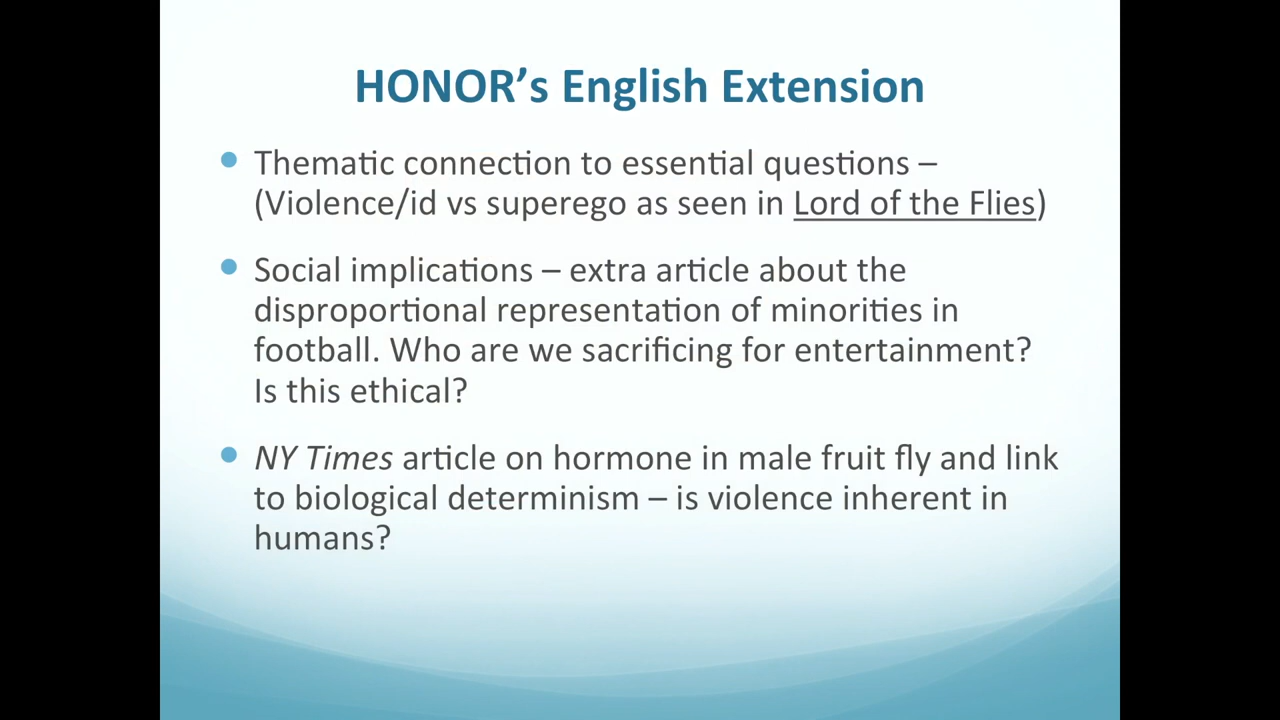 HONOR’s English Extension
• Thematic connection to essential questions –
(Violence/id vs superego as seen in Lord of the Flies)
• Social implications – extra article about the
disproportional representation of minorities in
football. Who are we sacrificing for entertainment?
Is this ethical?
• NY Times article on hormone in male fruit fly and link
to biological determinism – is violence inherent in
humans?